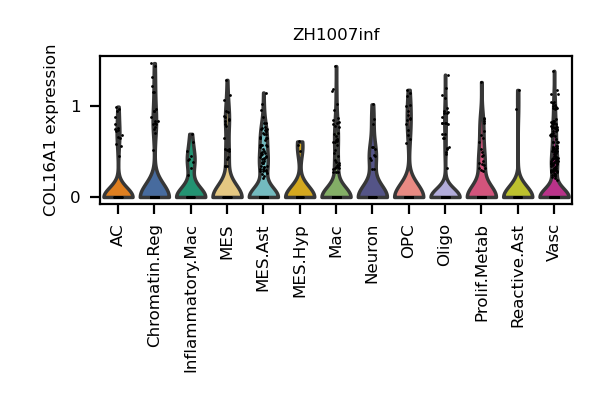 ZH1007inf
COL16A1 expression
1
0
AC
Chromatin.Reg
Inflammatory.Mac
MES
MES.Ast
MES.Hyp
Mac
Neuron
OPC
Oligo
Prolif.Metab
Reactive.Ast
Vasc